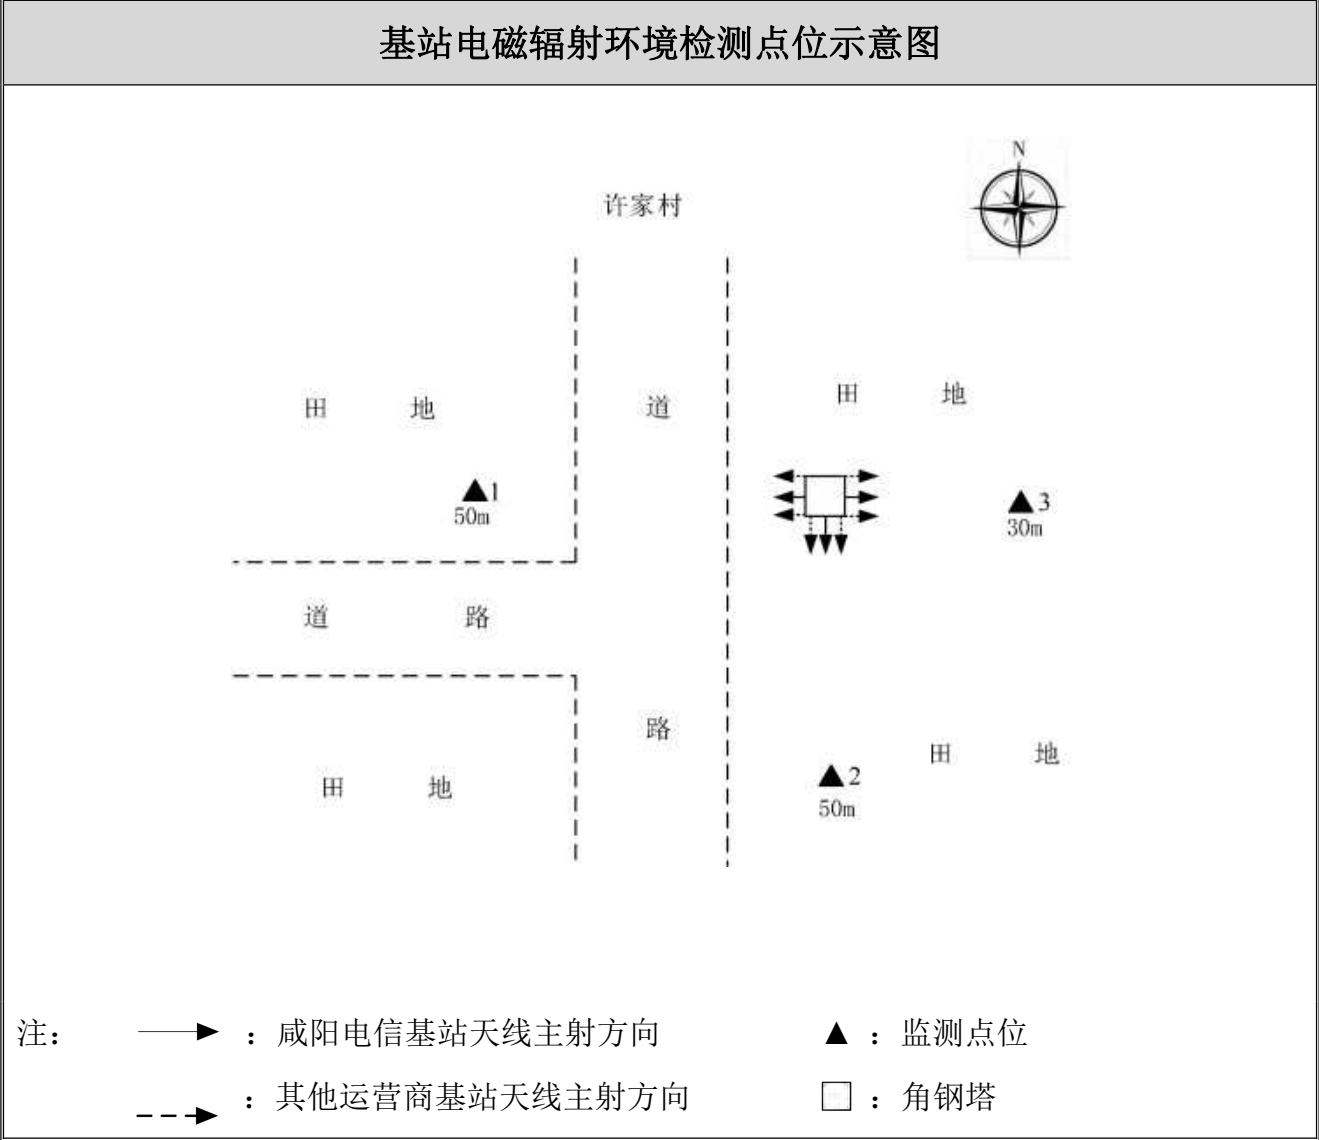 基站电磁辐射环境检测点位示意图
N
许家村
田 地
道
田 地
1
50m
3
30m
道 路
路
田 地
2
50m
田 地
注： ：咸阳电信基站天线主射方向 ：监测点位
：其他运营商基站天线主射方向 ：角钢塔